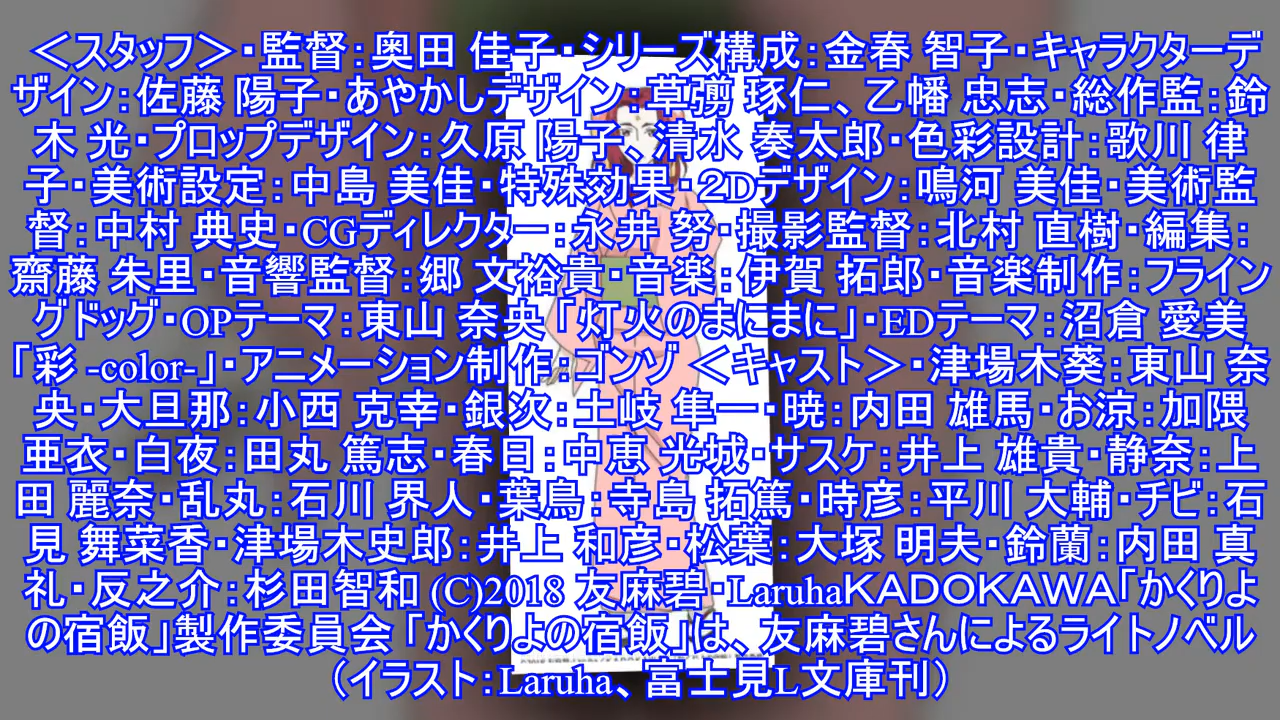 ＜スタッフ＞・監督：奥田 佳子・シリーズ構成：金春 智子・キャラクターデ
ザイン：佐藤 陽子・あやかしデザイン：草彅 琢仁、乙幡 忠志・総作監：鈴
木 光・プロップデザイン：久原 陽子、清水 奏太郎・色彩設計：歌川 律
子・美術設定：中島 美佳・特殊効果・２Dデザイン：鳴河 美佳・美術監
督：中村 典史・CGディレクター：永井 努・撮影監督：北村 直樹・編集：
齋藤 朱里・音響監督：郷 文裕貴・音楽：伊賀 拓郎・音楽制作：フライン
グドッグ・OPテーマ：東山 奈央「灯火のまにまに」・EDテーマ：沼倉 愛美
「彩 -color-」・アニメーション制作：ゴンゾ ＜キャスト＞・津場木葵：東山 奈
央・大旦那：小西 克幸・銀次：土岐 隼一・暁：内田 雄馬・お涼：加隈
亜衣・白夜：田丸 篤志・春日：中恵 光城・サスケ：井上 雄貴・静奈：上
田 麗奈・乱丸：石川 界人・葉鳥：寺島 拓篤・時彦：平川 大輔・チビ：石
見 舞菜香・津場木史郎：井上 和彦・松葉：大塚 明夫・鈴蘭：内田 真
礼・反之介：杉田智和 (C)2018 友麻碧・LaruhaＫＡＤＯＫＡＷＡ「かくりよ
の宿飯」製作委員会 「かくりよの宿飯」は、友麻碧さんによるライトノベル
（イラスト：Laruha、富士見L文庫刊）